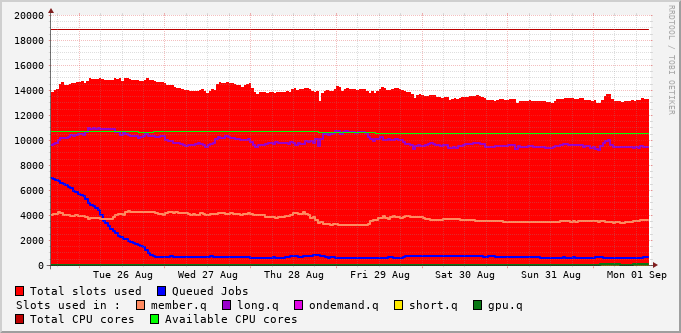 20000
18000
16000
14000
12000
10000
8000
6000
4000
2000
0
Tue 26 Aug Wed 27 Aug Thu 28 Aug Fri 29 Aug Sat 30 Aug Sun 31 Aug Mon 01 Sep
Total slots used Queued Jobs
Slots used in : member.q long.q ondemand.q short.q gpu.q
Total CPU cores Available CPU cores
RRDTOOL / TOBI OETIKER